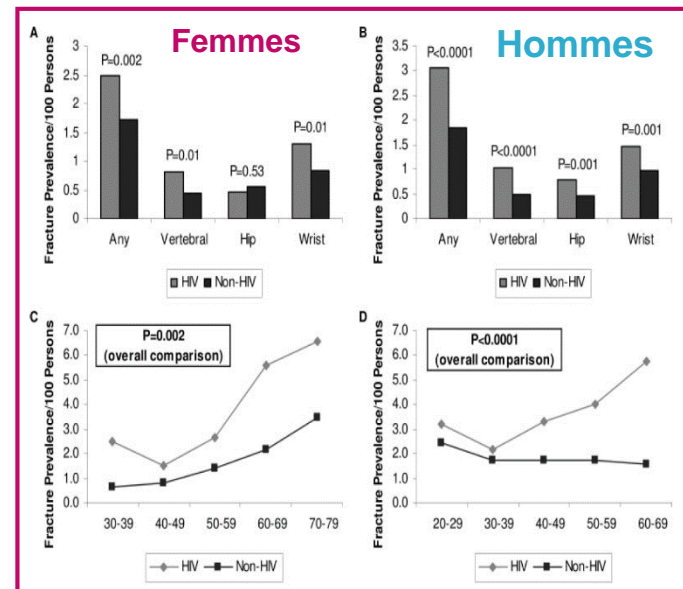 A
Femmes
Fracture Prevalence/100 Persons
3
2.5
2
1.5
1
0.5
0
P=0.002
P=0.01
P=0.53
P=0.01
Any Vertebral Hip Wrist
HIV Non-HIV
B
Hommes
Fracture Prevalence/100 Persons
3.5
3
2.5
2
1.5
1
0.5
0
P<0.0001
P<0.0001
P=0.001
P=0.001
Any Vertebral Hip Wrist
HIV Non-HIV
C
Fracture Prevalence/100 Persons
7.0
6.0
5.0
4.0
3.0
2.0
1.0
0.0
P=0.002
(overall comparison)
30-39 40-49 50-59 60-69 70-79
HIV Non-HIV
D
Fracture Prevalence/100 Persons
7.0
6.0
5.0
4.0
3.0
2.0
1.0
0.0
P<0.0001
(overall comparison)
20-29 30-39 40-49 50-59 60-69
HIV Non-HIV